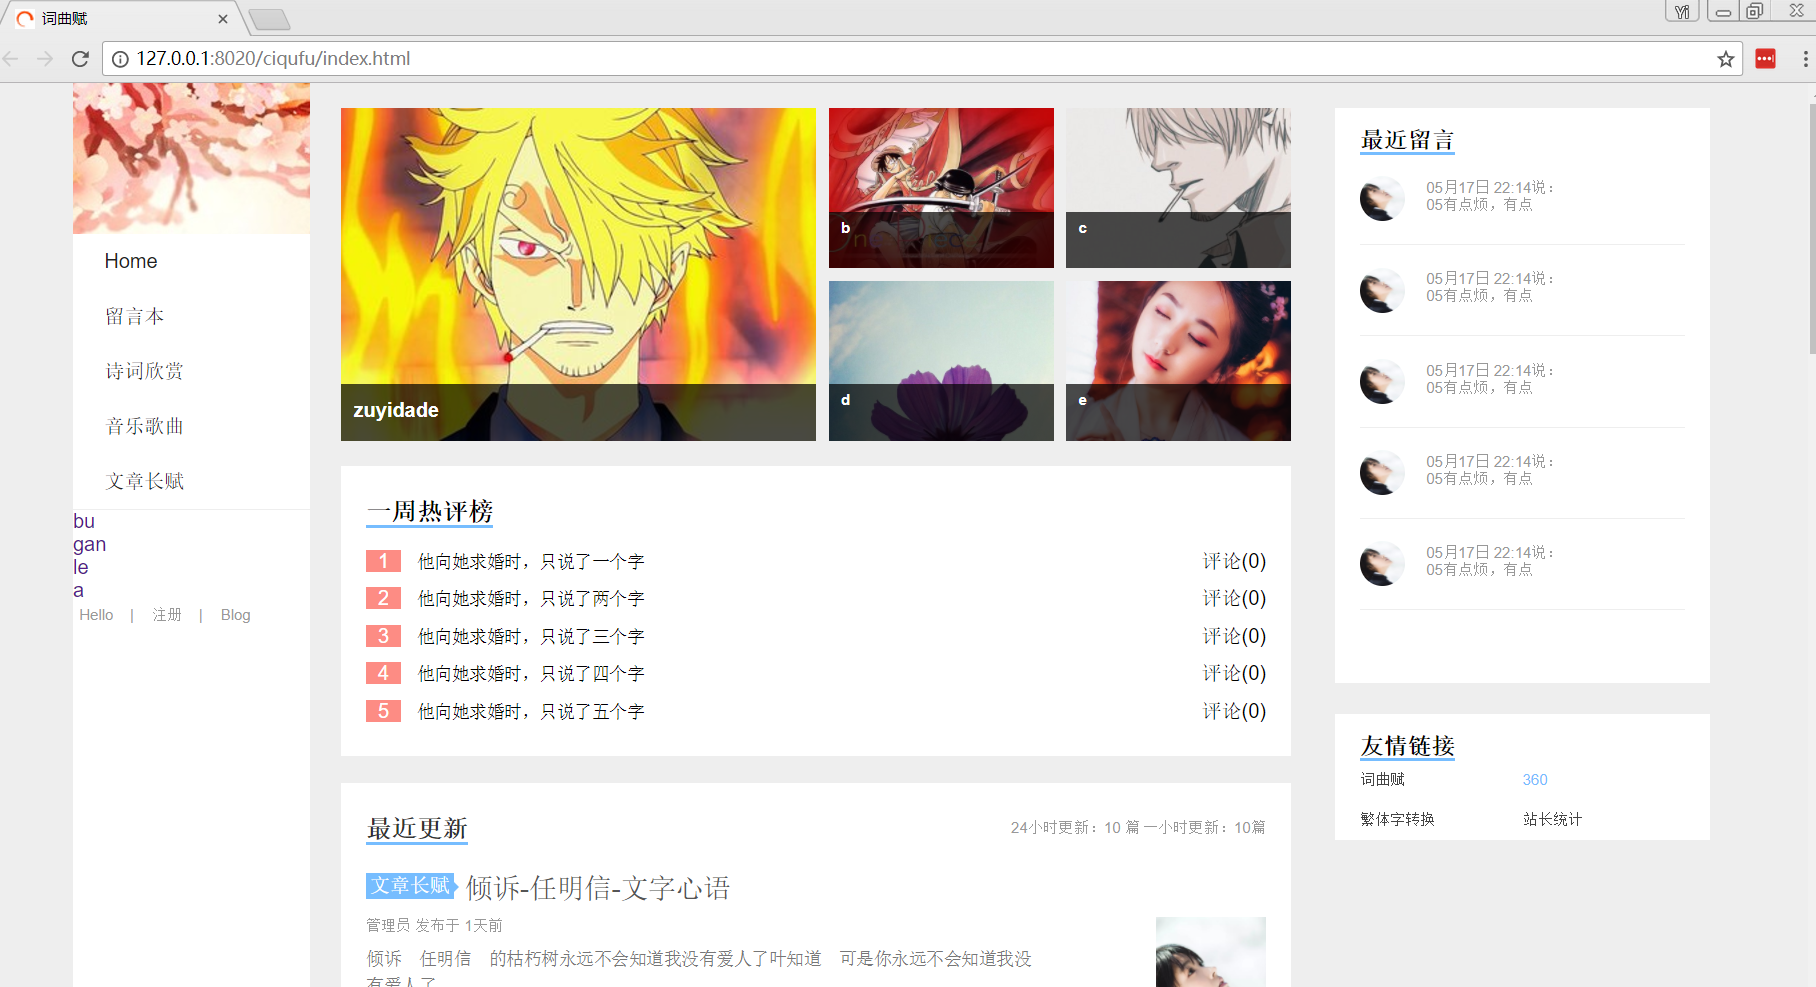 词曲赋
Yi
127.0.0.1:8020/ciqufu/index.html
Home
留言本
诗词欣赏
音乐歌曲
文章长赋
bu
gan
le
a
Hello | 注册 | Blog
zuyidade
b
c
d
e
一周热评榜
1 他向她求婚时，只说了一个字 评论(0)
2 他向她求婚时，只说了两个字 评论(0)
3 他向她求婚时，只说了三个字 评论(0)
4 他向她求婚时，只说了四个字 评论(0)
5 他向她求婚时，只说了五个字 评论(0)
最近更新
24小时更新：10 篇 一小时更新：10篇
文章长赋 倾诉-任明信-文字心语
管理员 发布于 1天前
倾诉 任明信 的枯朽树永远不会知道我没有爱人了叶知道 可是你永远不会知道我没
有爱人了
最近留言
05月17日 22:14说：
05有点烦，有点
05月17日 22:14说：
05有点烦，有点
05月17日 22:14说：
05有点烦，有点
05月17日 22:14说：
05有点烦，有点
05月17日 22:14说：
05有点烦，有点
友情链接
词曲赋 360
繁体字转换 站长统计